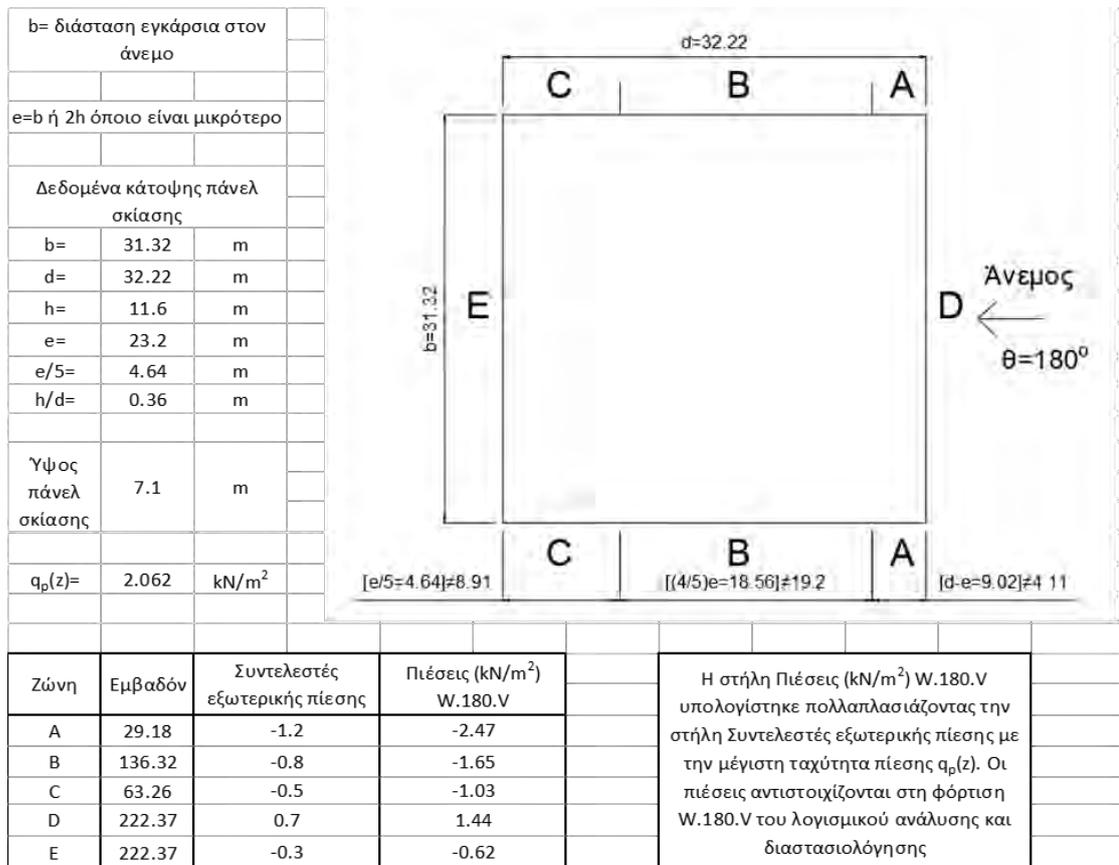 b= διάσταση εγκάρσια στον
άνεμο
e=b ή 2h όποιο είναι μικρότερο
Δεδομένα κάτοψης πάνελ
σκίασης
b= 31.32 m
d= 32.22 m
h= 11.6 m
e= 23.2 m
e/5= 4.64 m
h/d= 0.36 m
Ύψος
πάνελ
σκίασης
7.1 m
qp(z)= 2.062 kN/m²
d=32.22
C B A
b=31.32
E
D
Άνεμος
θ=180⁰
C B A
[e/5=4.64]≠8.91 [(4/5)e=18.56]≠19.2 [d-e=9.02]≠4.11
Ζώνη Εμβαδόν Συντελεστές εξωτερικής πίεσης Πιέσεις (kN/m²) W.180.V
A 29.18 -1.2 -2.47
B 136.32 -0.8 -1.65
C 63.26 -0.5 -1.03
D 222.37 0.7 1.44
E 222.37 -0.3 -0.62
Η στήλη Πιέσεις (kN/m²) W.180.V
υπολογίστηκε πολλαπλασιάζοντας την
στήλη Συντελεστές εξωτερικής πίεσης με
την μέγιστη ταχύτητα πίεσης qp(z). Οι
πιέσεις αντιστοιχίζονται στη φόρτιση
W.180.V του λογισμικού ανάλυσης και
διαστασιολόγησης